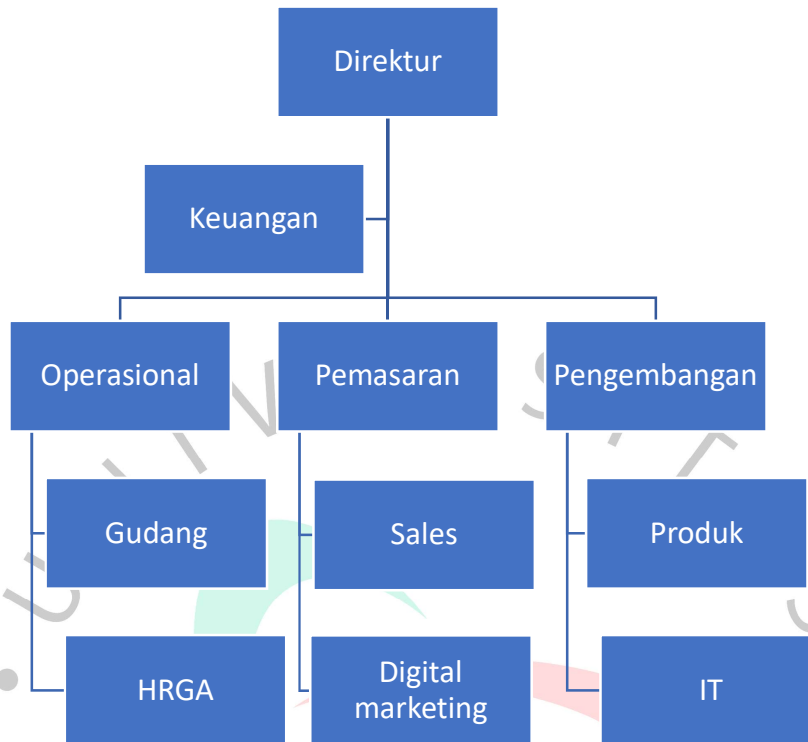 Direktur
Keuangan
Operasional
Pemasaran
Pengembangan
Gudang
Sales
Produk
HRGA
Digital
marketing
IT